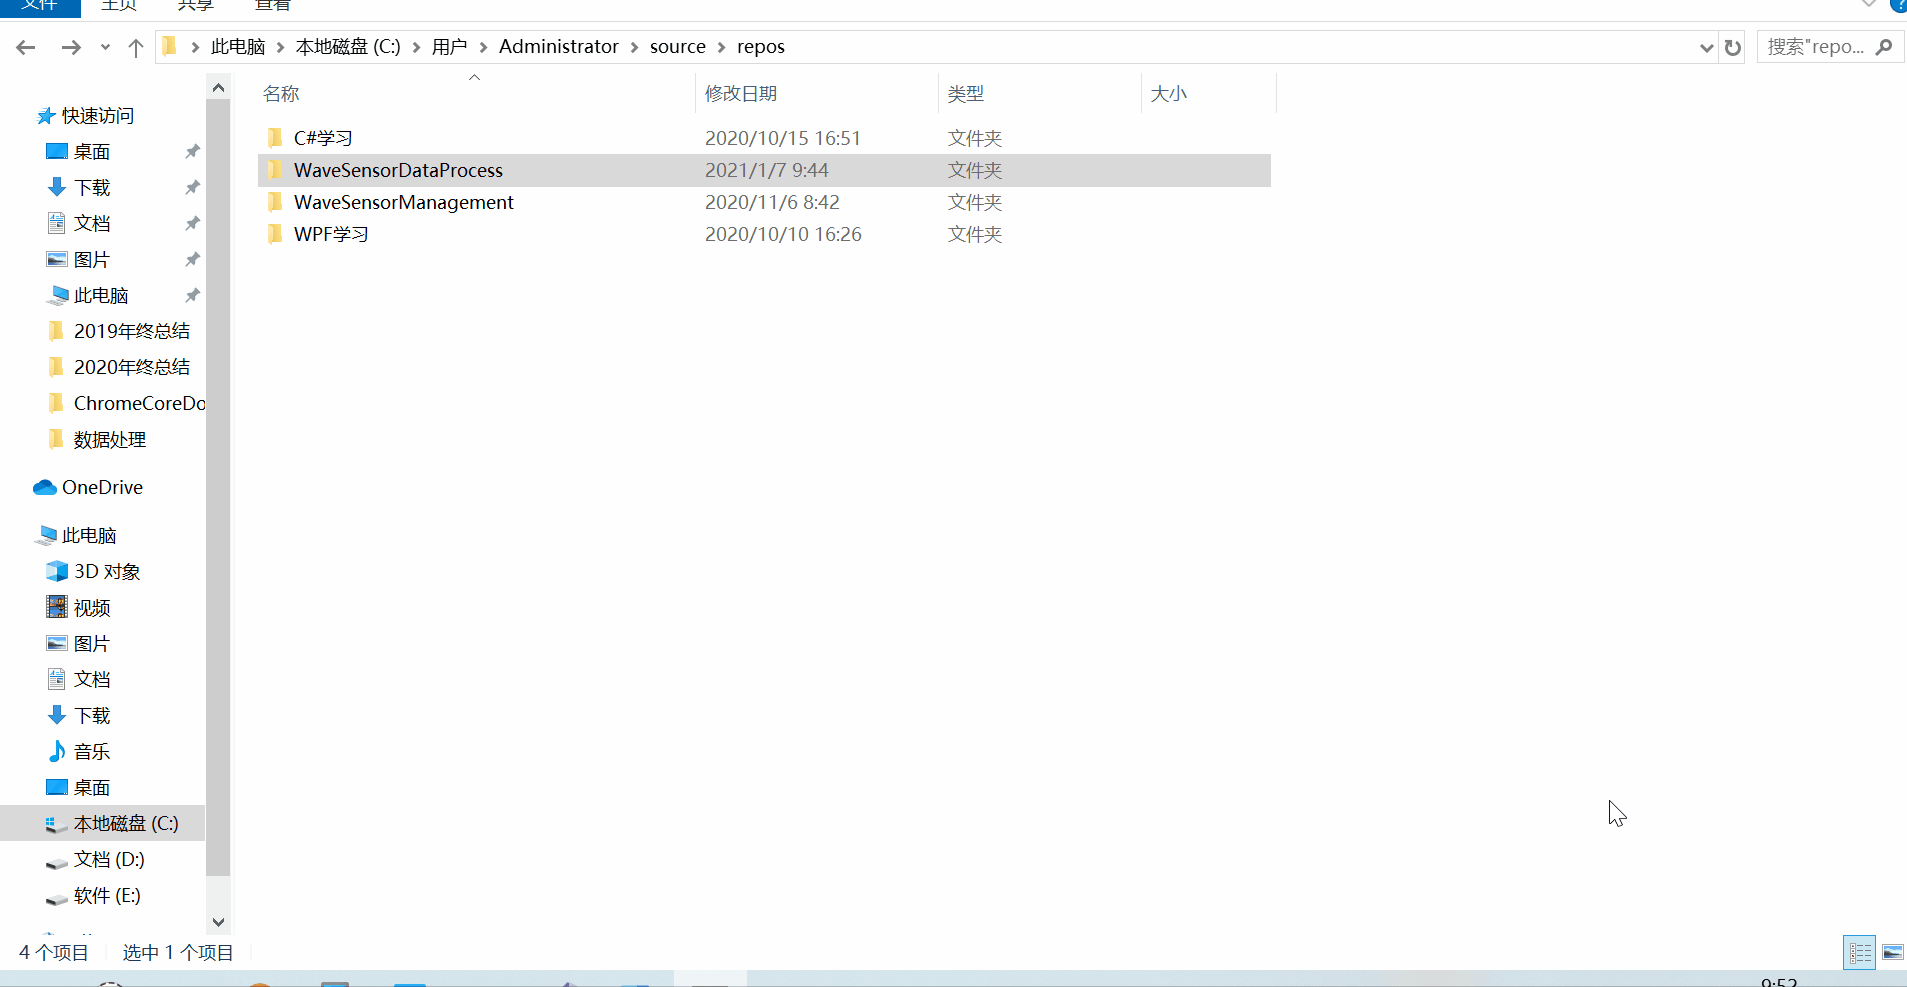 文件 主页 共享 查看
此电脑 本地磁盘 (C:) 用户 Administrator source repos
搜索"repo...
名称 修改日期 类型 大小
C#学习 2020/10/15 16:51 文件夹
WaveSensorDataProcess 2021/1/7 9:44 文件夹
WaveSensorManagement 2020/11/6 8:42 文件夹
WPF学习 2020/10/10 16:26 文件夹
快速访问
桌面
下载
文档
图片
此电脑
2019年终总结
2020年终总结
ChromeCoreDo
数据处理
OneDrive
此电脑
3D 对象
视频
图片
文档
下载
音乐
桌面
本地磁盘 (C:)
文档 (D:)
软件 (E:)
4 个项目 选中 1 个项目
9:52